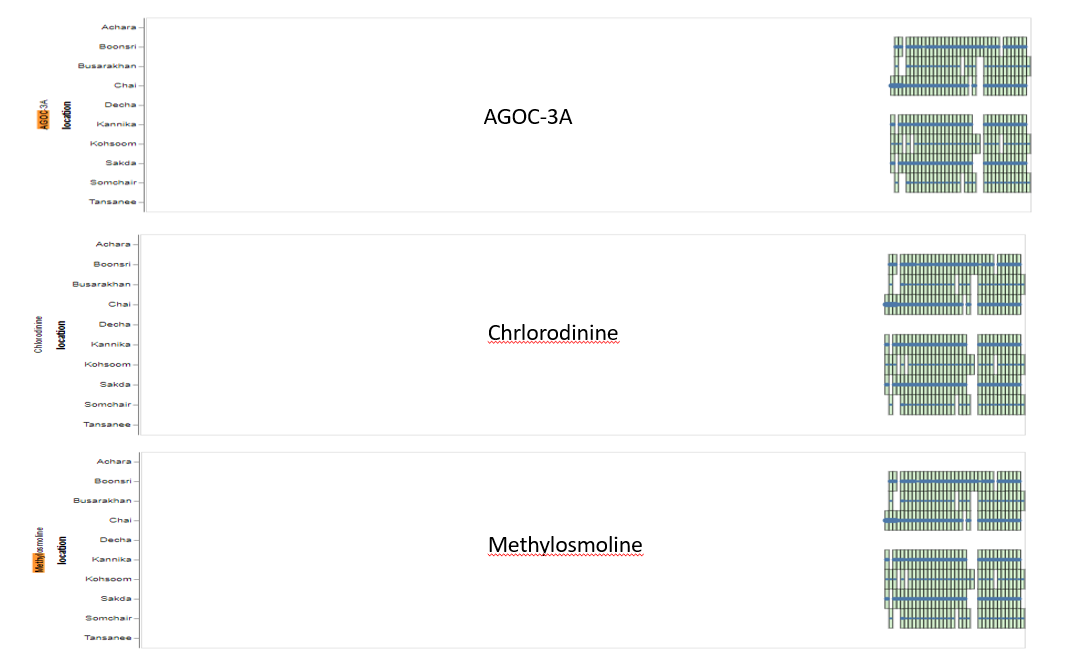 Achara
Boonsri
Busarakhan
Chai
Decha
Kannika
Kohsoom
Sakda
Somchair
Tansanee
AGOC-3A
location
AGOC-3A
Achara
Boonsri
Busarakhan
Chai
Decha
Kannika
Kohsoom
Sakda
Somchair
Tansanee
Chlorodinine
location
Chrlorodinine
Achara
Boonsri
Busarakhan
Chai
Decha
Kannika
Kohsoom
Sakda
Somchair
Tansanee
Methylosmoline
location
Methylosmoline